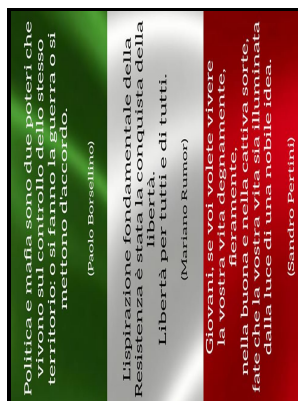 Politica e mafia sono due poteri che
vivono sul controllo dello stesso
territorio: o si fanno la guerra o si
mettono d'accordo.
(Paolo Borsellino)
L'ispirazione fondamentale della
Resistenza è stata la conquista della
libertà.
Libertà per tutti e di tutti.
(Mariano Rumor)
Giovani, se voi volete vivere
la vostra vita degnamente,
fieramente,
nella buona e nella cattiva sorte,
fate che la vostra vita sia illuminata
dalla luce di una nobile idea.
(Sandro Pertini)